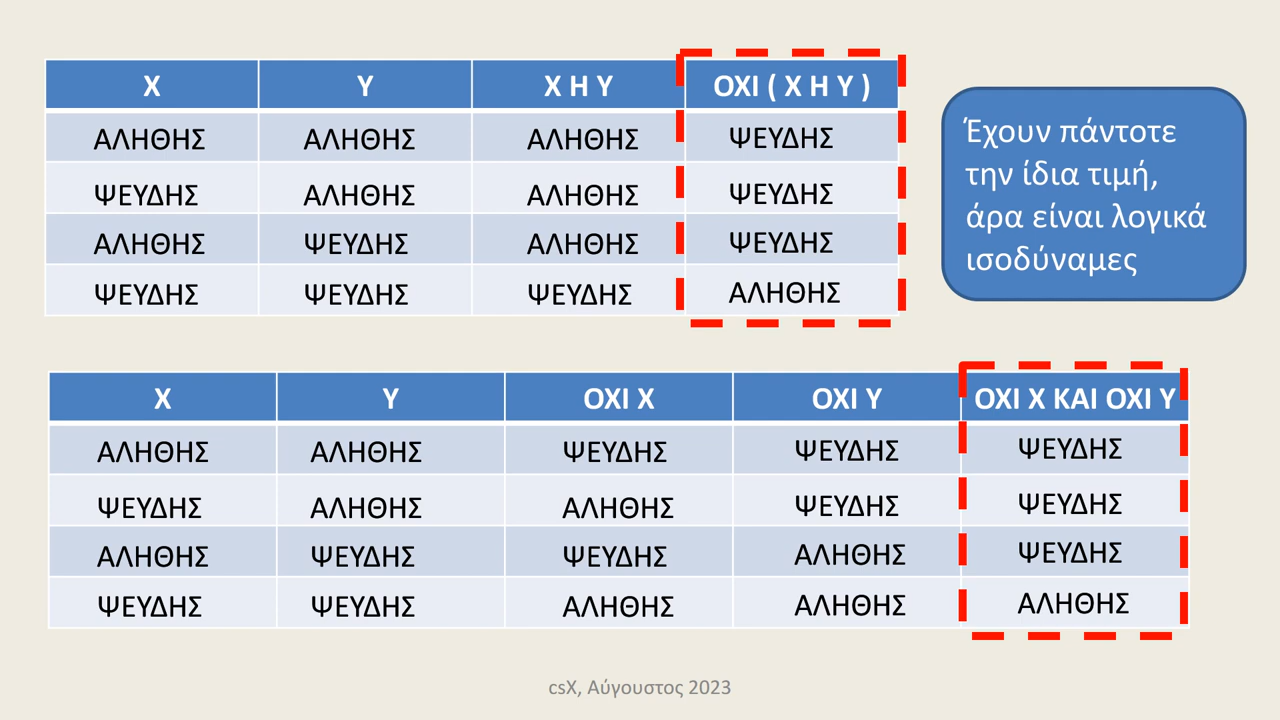 X Y X Η Y ΟΧΙ ( X Η Y )
ΑΛΗΘΗΣ ΑΛΗΘΗΣ ΑΛΗΘΗΣ ΨΕΥΔΗΣ
ΨΕΥΔΗΣ ΑΛΗΘΗΣ ΑΛΗΘΗΣ ΨΕΥΔΗΣ
ΑΛΗΘΗΣ ΨΕΥΔΗΣ ΑΛΗΘΗΣ ΨΕΥΔΗΣ
ΨΕΥΔΗΣ ΨΕΥΔΗΣ ΨΕΥΔΗΣ ΑΛΗΘΗΣ
Έχουν πάντοτε
την ίδια τιμή,
άρα είναι λογικά
ισοδύναμες
X Y ΟΧΙ X ΟΧΙ Y ΟΧΙ X ΚΑΙ ΟΧΙ Y
ΑΛΗΘΗΣ ΑΛΗΘΗΣ ΨΕΥΔΗΣ ΨΕΥΔΗΣ ΨΕΥΔΗΣ
ΨΕΥΔΗΣ ΑΛΗΘΗΣ ΑΛΗΘΗΣ ΨΕΥΔΗΣ ΨΕΥΔΗΣ
ΑΛΗΘΗΣ ΨΕΥΔΗΣ ΨΕΥΔΗΣ ΑΛΗΘΗΣ ΨΕΥΔΗΣ
ΨΕΥΔΗΣ ΨΕΥΔΗΣ ΑΛΗΘΗΣ ΑΛΗΘΗΣ ΑΛΗΘΗΣ
csX, Αύγουστος 2023